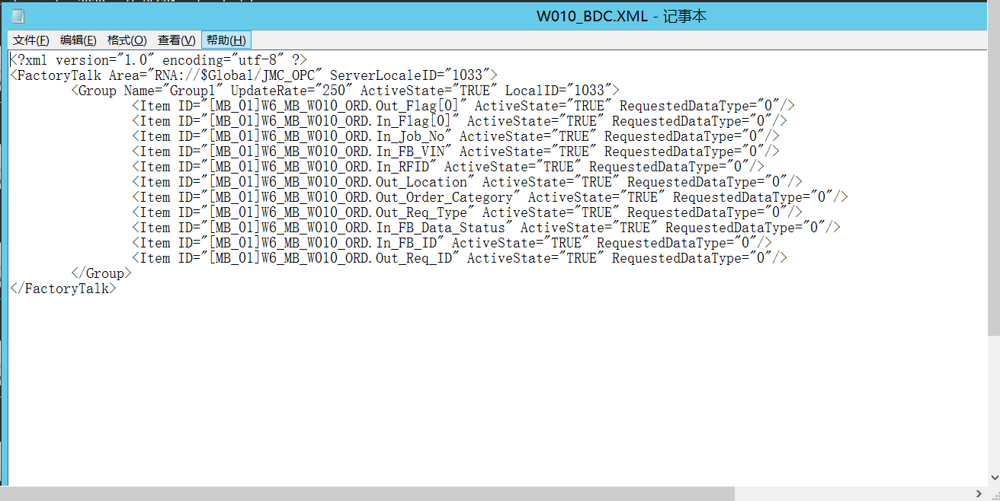 W010_BDC.XML - 记事本
文件(F) 编辑(E) 格式(O) 查看(V) 帮助(H)
<?xml version="1.0" encoding="utf-8" ?>
<FactoryTalk Area="RNA://$Global/JMC_OPC" ServerLocaleID="1033">
<Group Name="Group1" UpdateRate="250" ActiveState="TRUE" LocalID="1033">
<Item ID="[MB_01]W6_MB_W010_ORD.Out_Flag[0]" ActiveState="TRUE" RequestedDataType="0"/>
<Item ID="[MB_01]W6_MB_W010_ORD.In_Flag[0]" ActiveState="TRUE" RequestedDataType="0"/>
<Item ID="[MB_01]W6_MB_W010_ORD.In_Job_No" ActiveState="TRUE" RequestedDataType="0"/>
<Item ID="[MB_01]W6_MB_W010_ORD.In_FB_VIN" ActiveState="TRUE" RequestedDataType="0"/>
<Item ID="[MB_01]W6_MB_W010_ORD.In_RFID" ActiveState="TRUE" RequestedDataType="0"/>
<Item ID="[MB_01]W6_MB_W010_ORD.Out_Location" ActiveState="TRUE" RequestedDataType="0"/>
<Item ID="[MB_01]W6_MB_W010_ORD.Out_Order_Category" ActiveState="TRUE" RequestedDataType="0"/>
<Item ID="[MB_01]W6_MB_W010_ORD.Out_Req_Type" ActiveState="TRUE" RequestedDataType="0"/>
<Item ID="[MB_01]W6_MB_W010_ORD.In_FB_Data_Status" ActiveState="TRUE" RequestedDataType="0"/>
<Item ID="[MB_01]W6_MB_W010_ORD.In_FB_ID" ActiveState="TRUE" RequestedDataType="0"/>
<Item ID="[MB_01]W6_MB_W010_ORD.Out_Req_ID" ActiveState="TRUE" RequestedDataType="0"/>
</Group>
</FactoryTalk>